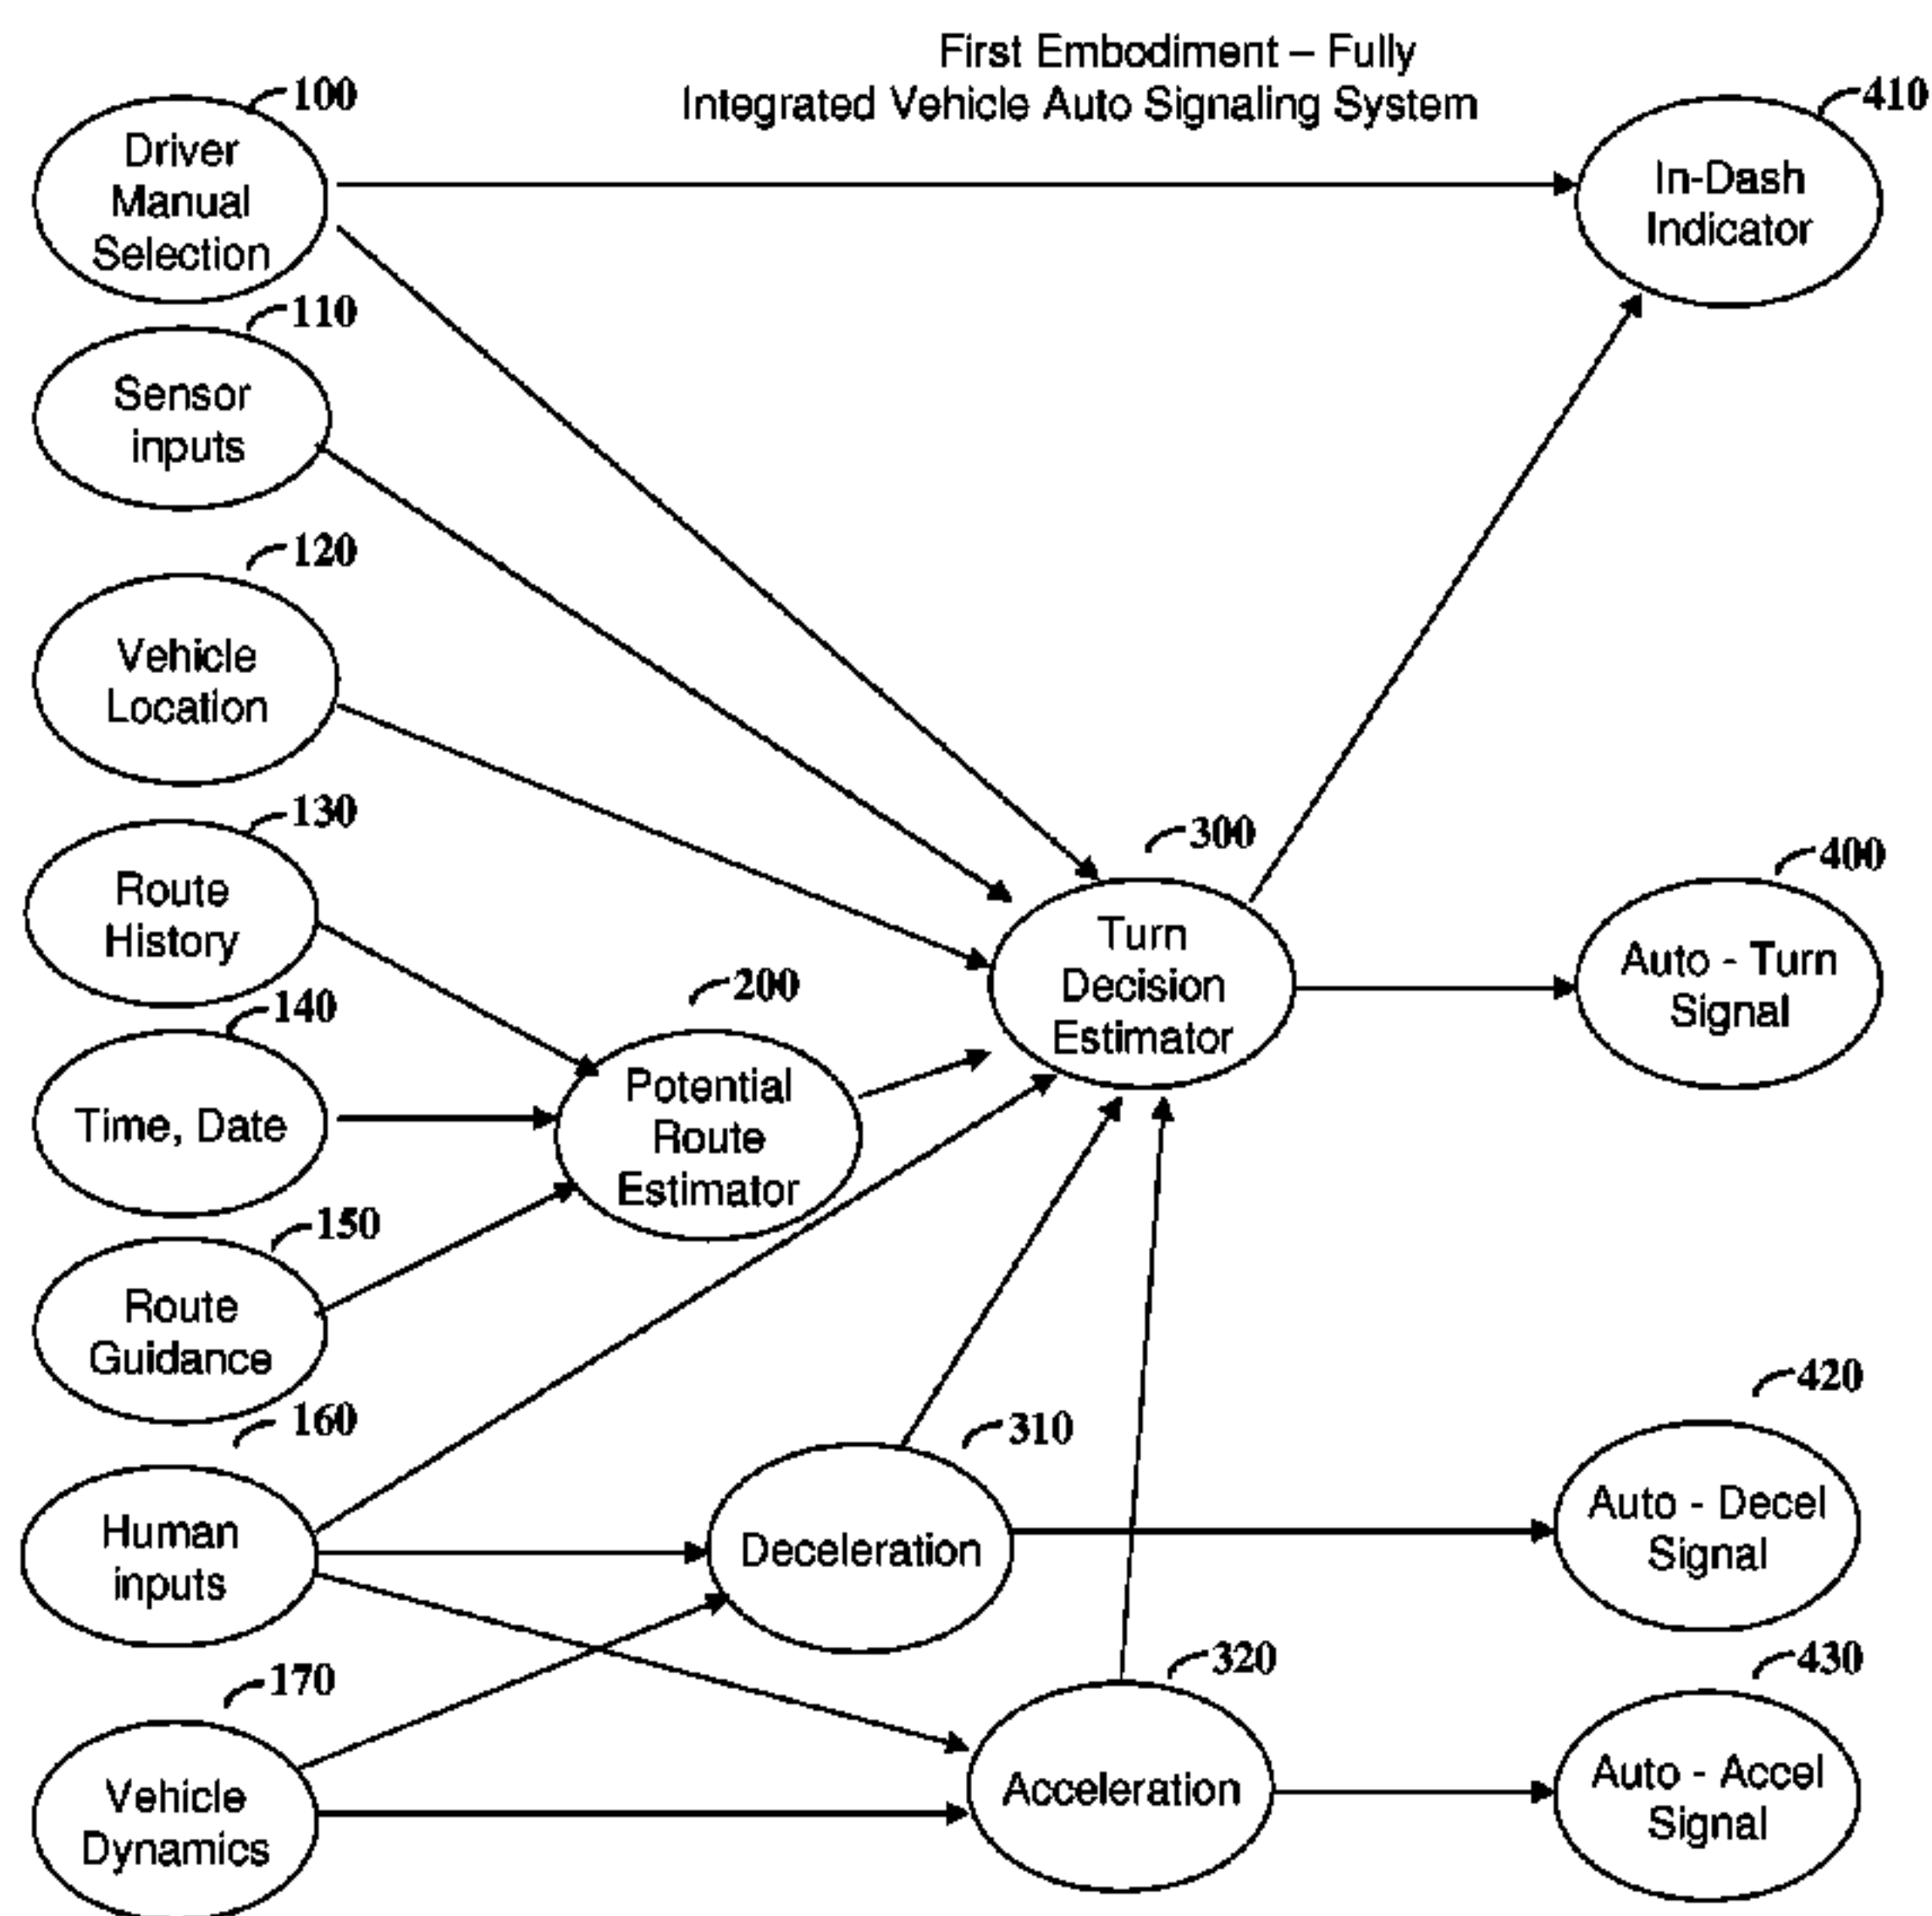 First Embodiment – Fully
Integrated Vehicle Auto Signaling System
100
Driver
Manual
Selection
410
In-Dash
Indicator
110
Sensor
inputs
120
Vehicle
Location
130
Route
History
300
Turn
Decision
Estimator
400
Auto - Turn
Signal
140
Time, Date
200
Potential
Route
Estimator
150
Route
Guidance
160
Human
inputs
310
Deceleration
420
Auto - Decel
Signal
170
Vehicle
Dynamics
320
Acceleration
430
Auto - Accel
Signal